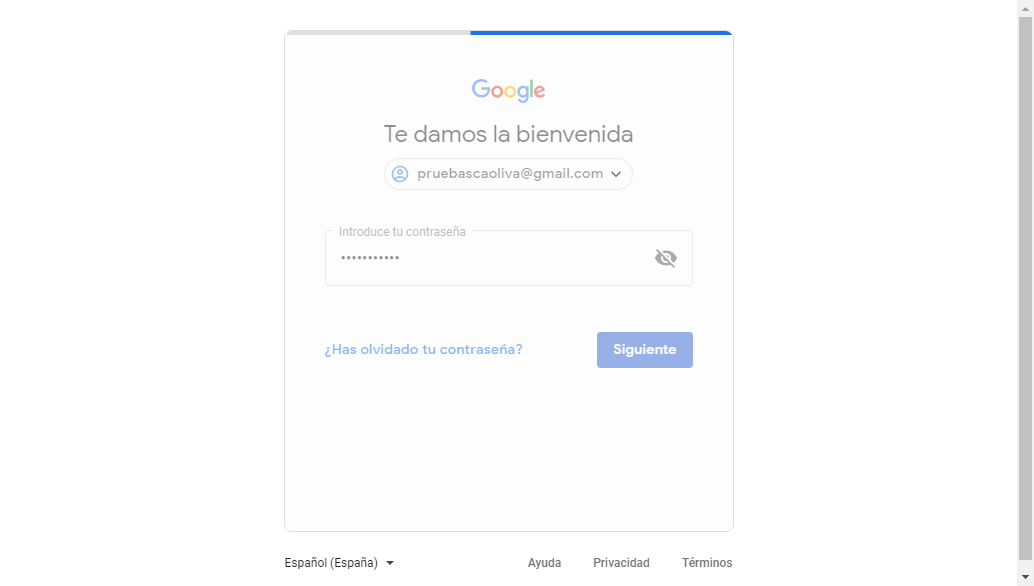 Google
Te damos la bienvenida
pruebascaoliva@gmail.com
Introduce tu contraseña
•••••••••••
¿Has olvidado tu contraseña?
Siguiente
Español (España)
Ayuda
Privacidad
Términos